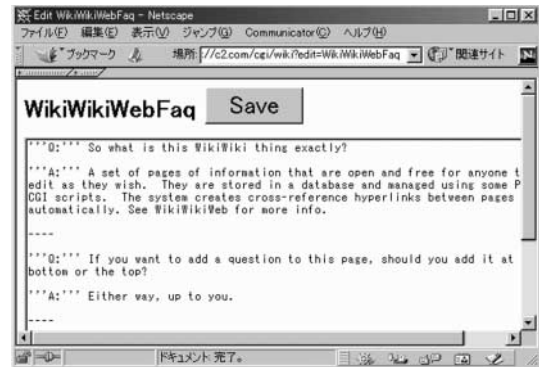 Edit WikiWikiWebFaq - Netscape
ファイル(F) 編集(E) 表示(V) ジャンプ(G) Communicator(C) ヘルプ(H)
ブックマーク 場所: //c2.com/cgi/wiki?edit=WikiWikiWebFaq 関連サイト N
WikiWikiWebFaq Save
'''Q:''' So what is this WikiWiki thing exactly?
'''A:''' A set of pages of information that are open and free for anyone t
edit as they wish. They are stored in a database and managed using some P
CGI scripts. The system creates cross-reference hyperlinks between pages
automatically. See WikiWikiWeb for more info.
----
'''Q:''' If you want to add a question to this page, should you add it at
bottom or the top?
'''A:''' Either way, up to you.
----
ドキュメント: 完了。